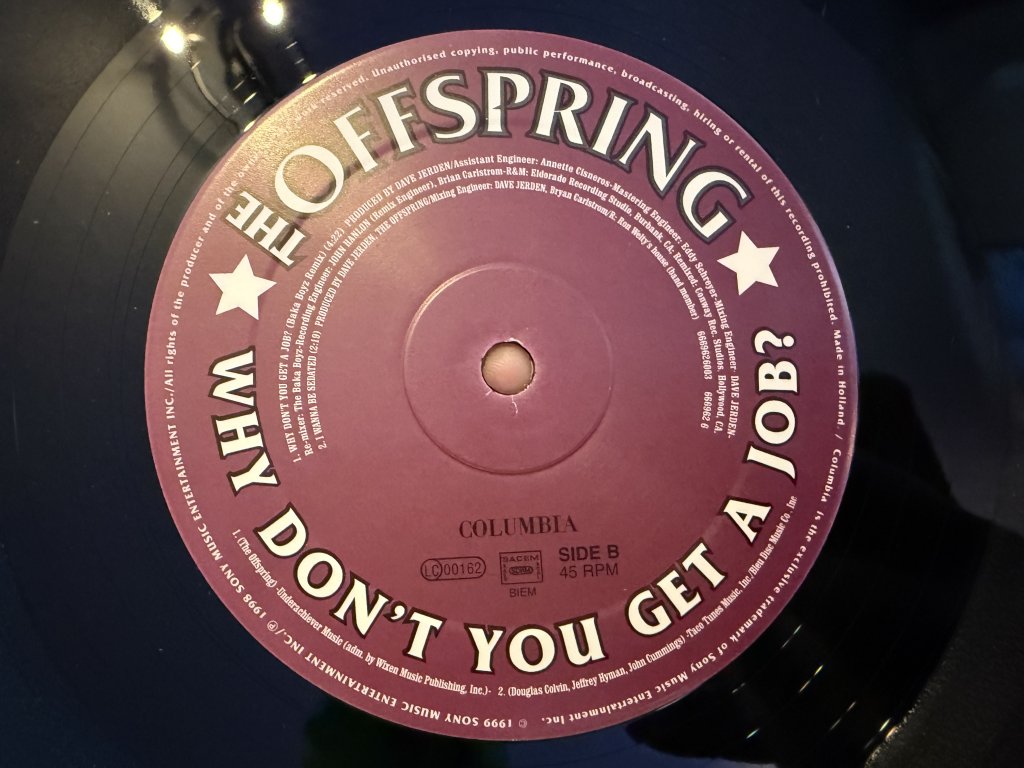 THE OFFSPRING
WHY DON'T YOU GET A JOB?
1. WHY DON'T YOU GET A JOB? (Baka Boyz Remix) (4:22) PRODUCED BY DAVE JERDEN/Assistant Engineer: Annette Cisneros-Mastering Engineer: Eddy Schreyer-Mixing Engineer DAVE JERDEN-
Re-mixer: The Baka Boyz-Recording Engineer: JOHN HANLON (Remix Engineer), Brian Carlstrom-R&M: Eldorado Recording Studio, Burbank, CA. Remixed: Conway Rec. Studios, Hollywood, CA.
2. I WANNA BE SEDATED (2:19) PRODUCED BY DAVE JERDEN, THE OFFSPRING/Mixing Engineer: DAVE JERDEN, Bryan Carlstrom/R: Ron Welty's house (band member) 6669626003 666962 6
COLUMBIA
LC 00162
SACEM
BIEM
SIDE B
45 RPM
1. (The Offspring) -Underachiever Music (adm. by Wixen Music Publishing, Inc.)- 2. (Douglas Colvin, Jeffrey Hyman, John Cummings) -Taco Tunes Music, Inc./Bleu Disc Music Co., Inc
℗ 1998 SONY MUSIC ENTERTAINMENT INC./All rights of the producer and of the work reserved. Unauthorised copying, public performance, broadcasting, hiring or rental of this recording prohibited. Made in Holland. / Columbia is the exclusive trademark of Sony Music Entertainment Inc.
© 1999 SONY MUSIC ENTERTAINMENT INC./